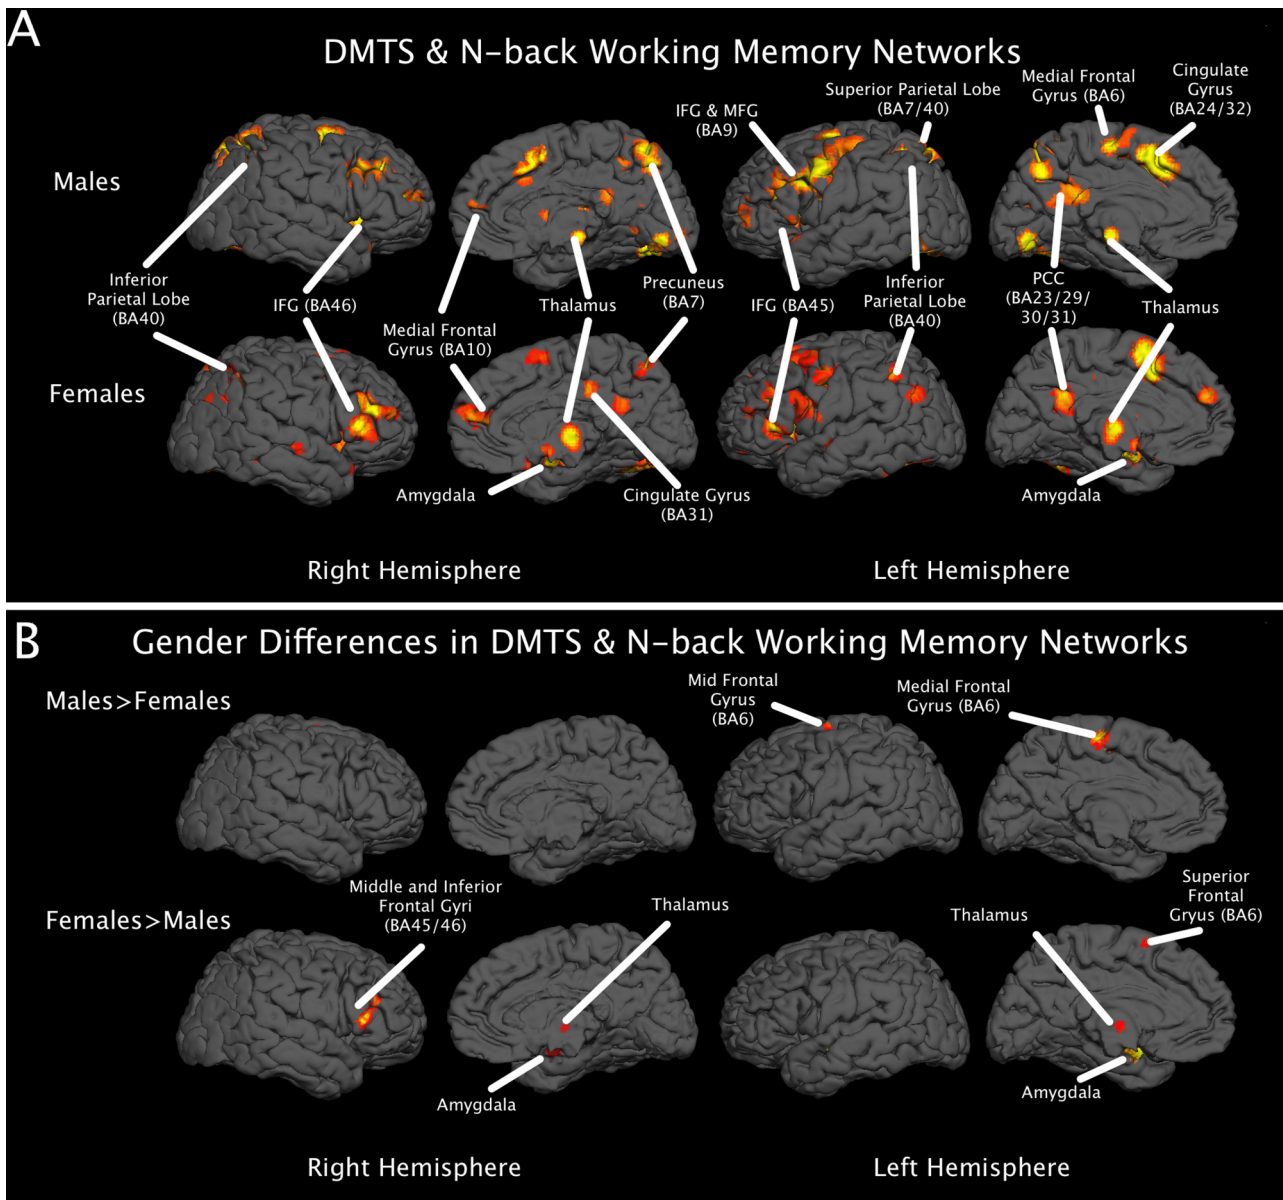 A
DMTS & N-back Working Memory Networks
Males
IFG & MFG
(BA9)
Superior Parietal Lobe
(BA7/40)
Medial Frontal
Gyrus (BA6)
Cingulate
Gyrus
(BA24/32)
Inferior
Parietal Lobe
(BA40)
IFG (BA46)
Medial Frontal
Gyrus (BA10)
Thalamus
Precuneus
(BA7)
IFG (BA45)
Inferior
Parietal Lobe
(BA40)
PCC
(BA23/29/
30/31)
Thalamus
Females
Amygdala
Cingulate Gyrus
(BA31)
Amygdala
Right Hemisphere
Left Hemisphere
B
Gender Differences in DMTS & N-back Working Memory Networks
Males>Females
Mid Frontal
Gyrus
(BA6)
Medial Frontal
Gyrus (BA6)
Females>Males
Middle and Inferior
Frontal Gyri
(BA45/46)
Thalamus
Thalamus
Superior
Frontal
Gryus (BA6)
Amygdala
Amygdala
Right Hemisphere
Left Hemisphere